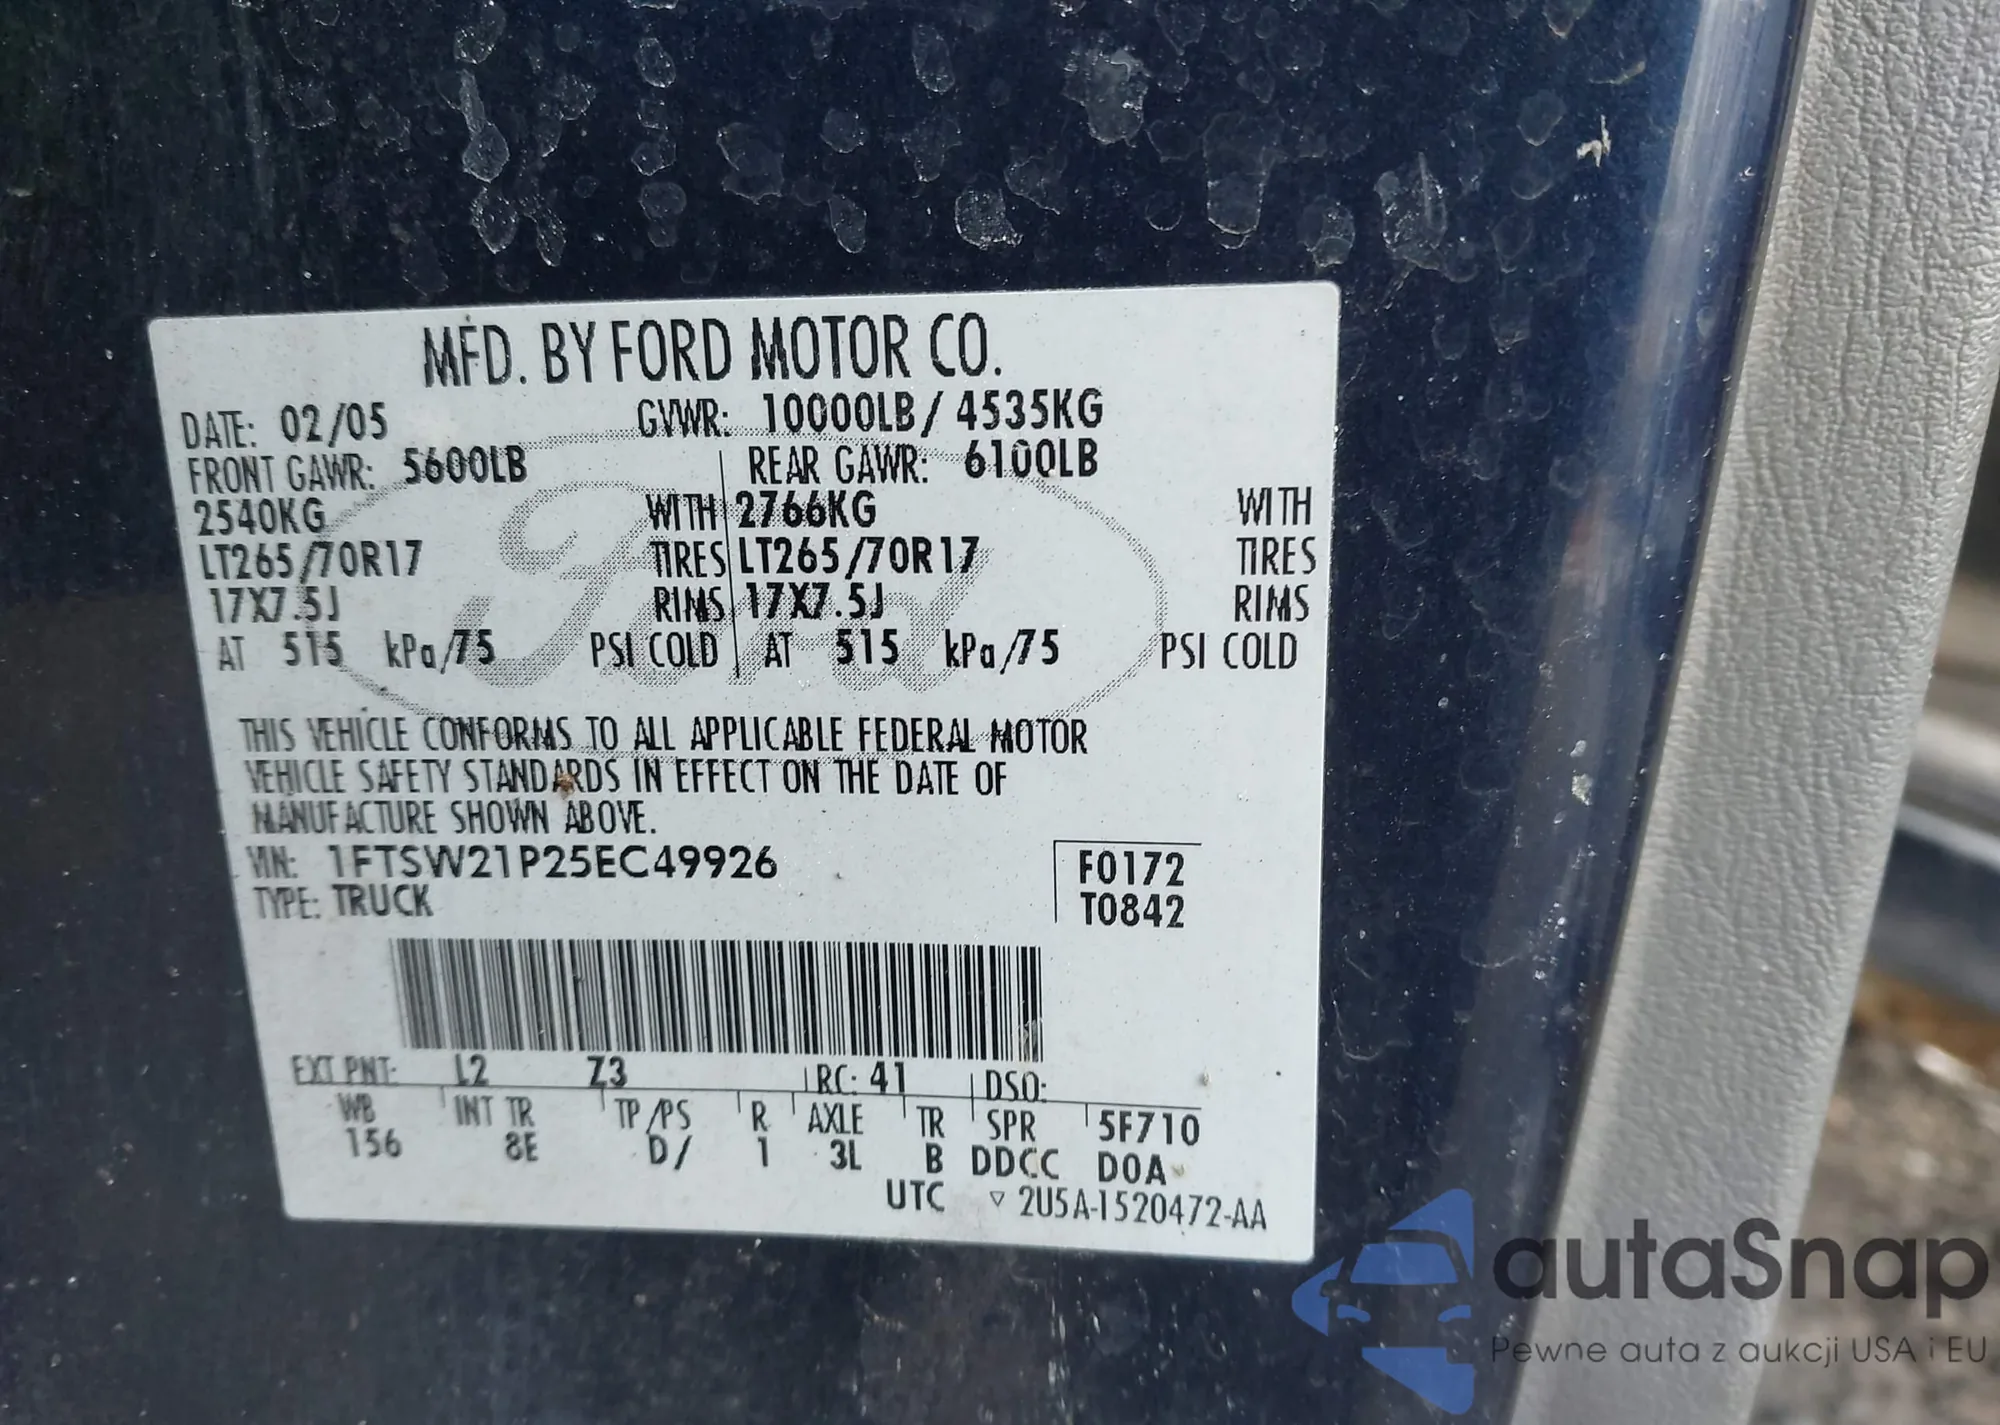 MFD. BY FORD MOTOR CO.
DATE: 02/05 GVWR: 10000LB/ 4535KG
FRONT GAWR: 5600LB REAR GAWR: 6100LB
2540KG WITH 2766KG WITH
LT265/70R17 TIRES LT265/70R17 TIRES
17X7.5J RIMS 17X7.5J RIMS
AT 515 kPa/75 PSI COLD AT 515 kPa/75 PSI COLD
Ford
THIS VEHICLE CONFORMS TO ALL APPLICABLE FEDERAL MOTOR
VEHICLE SAFETY STANDARDS IN EFFECT ON THE DATE OF
MANUFACTURE SHOWN ABOVE.
VIN: 1FTSW21P25EC49926 F0172
TYPE: TRUCK T0842
EXT PNT: L2 Z3 RC: 41 DSO:
WB INT TR TP/PS R AXLE TR SPR 5F710
156 8E D/ 1 3L B DDCC D0A
UTC ▽ 2U5A-1520472-AA
autaSnap
Pewne auta z aukcji USA i EU